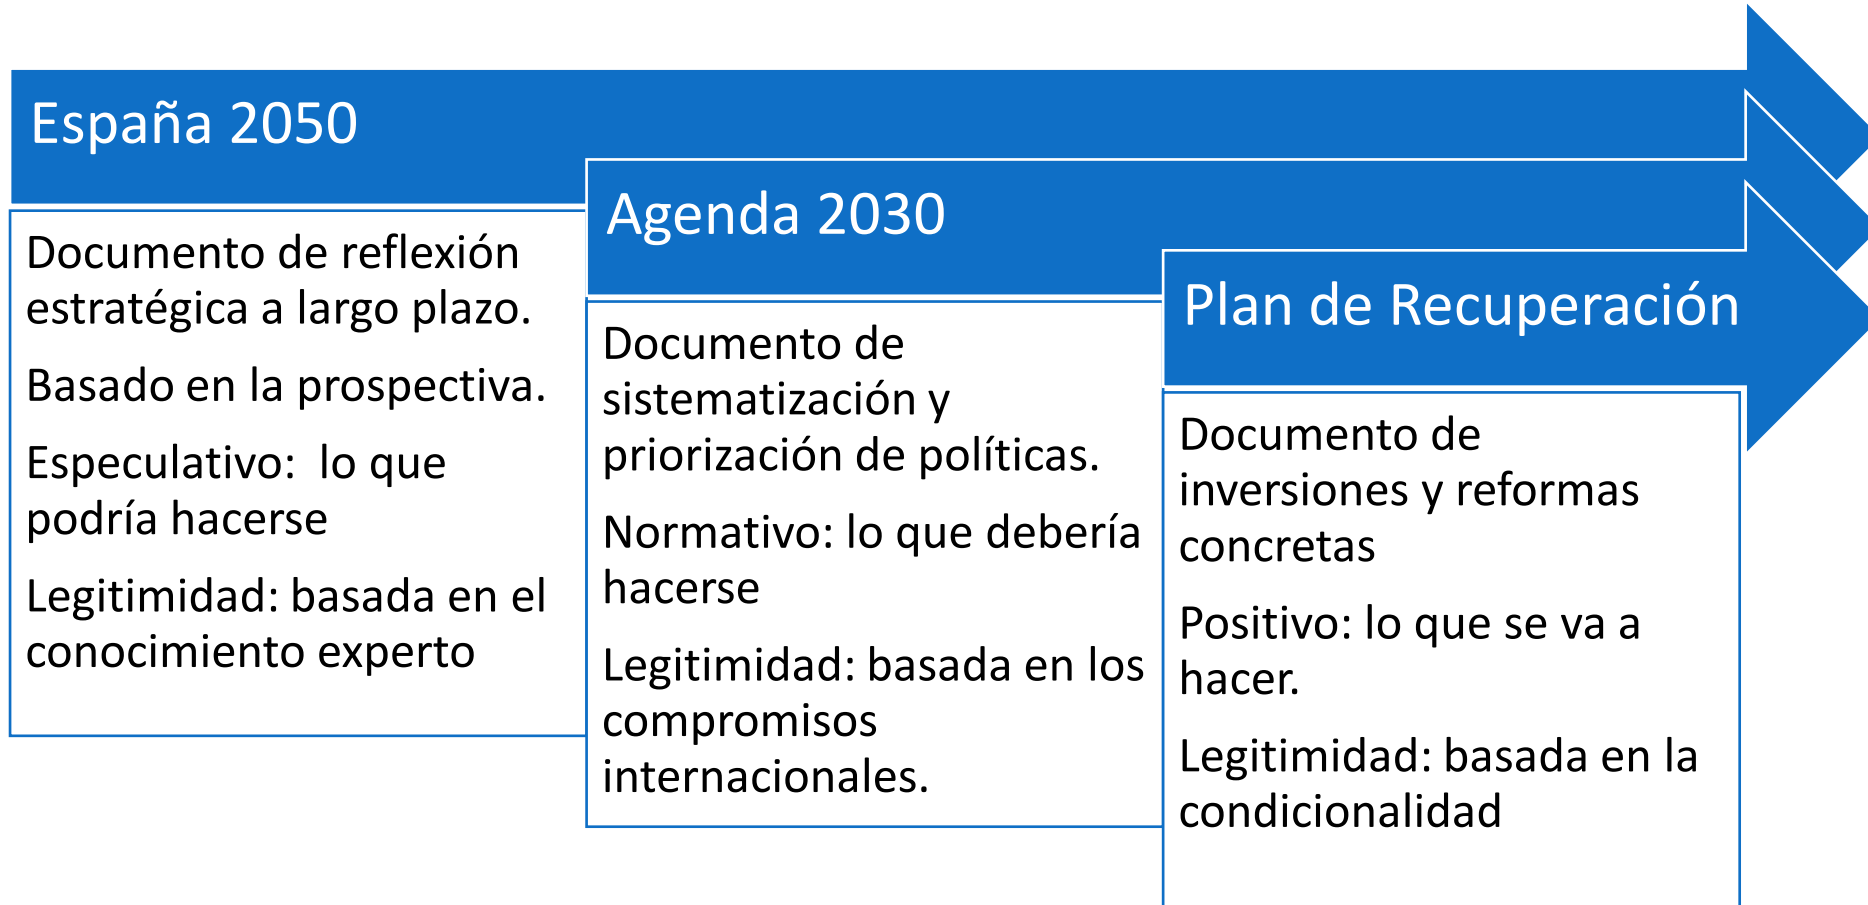 España 2050
Documento de reflexión
estratégica a largo plazo.
Basado en la prospectiva.
Especulativo:  lo que
podría hacerse
Legitimidad: basada en el
conocimiento experto
Agenda 2030
Documento de
sistematización y
priorización de políticas.
Normativo: lo que debería
hacerse
Legitimidad: basada en los
compromisos
internacionales.
Plan de Recuperación
Documento de
inversiones y reformas
concretas
Positivo: lo que se va a
hacer.
Legitimidad: basada en la
condicionalidad